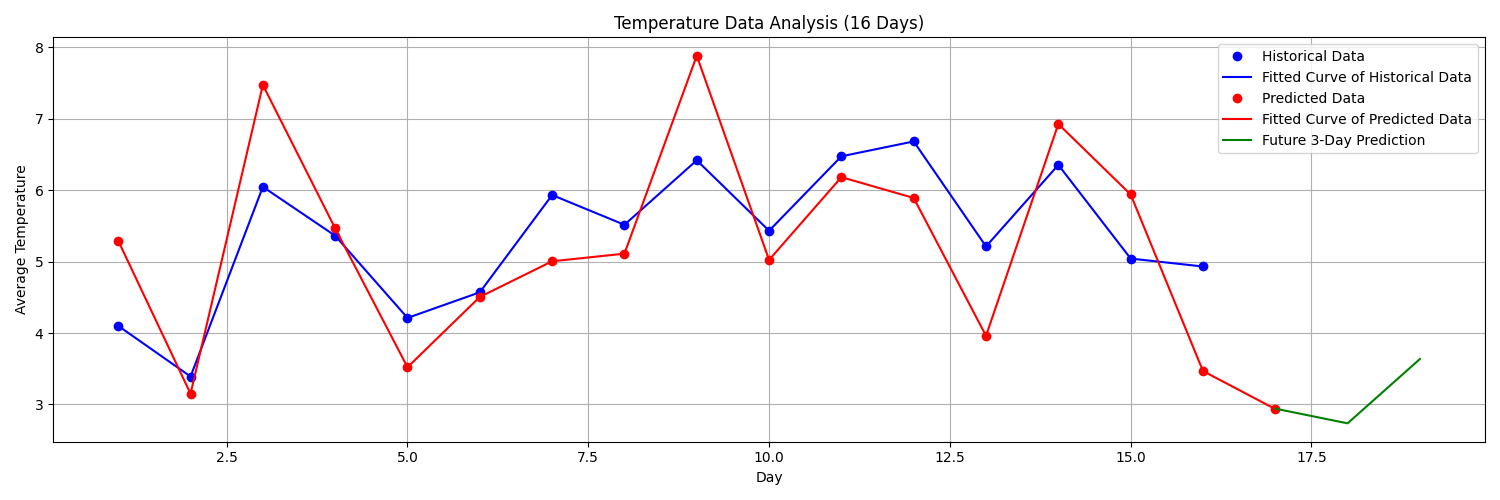 Temperature Data Analysis (16 Days)
Historical Data
Fitted Curve of Historical Data
Predicted Data
Fitted Curve of Predicted Data
Future 3-Day Prediction
Average Temperature
8
7
6
5
4
3
2.5 5.0 7.5 10.0 12.5 15.0 17.5
Day